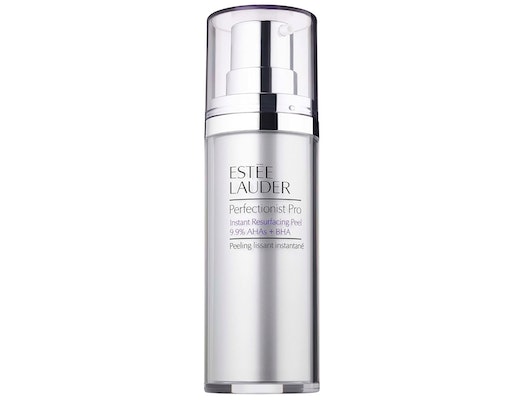 ESTĒE
LAUDER
Perfectionist Pro
Instant Resurfacing Peel
9.9% AHAs + BHA
Peeling lissant instantané